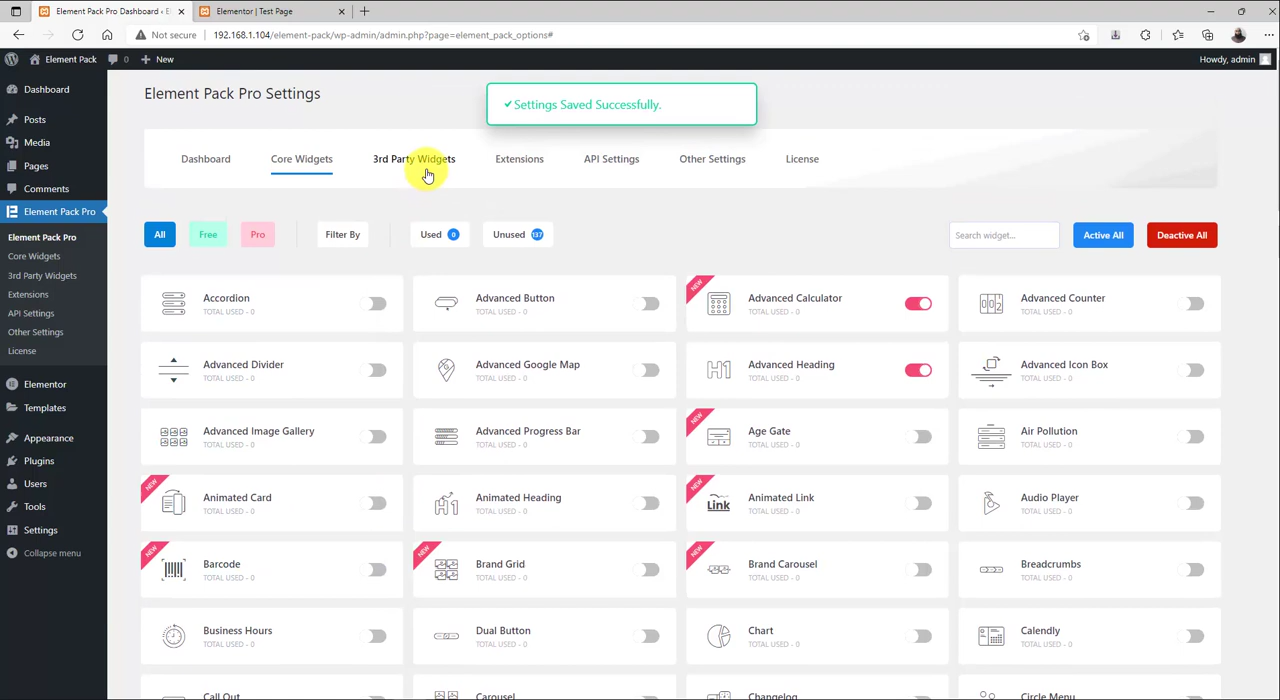 Element Pack Pro Dashboard ‹ E
Elementor | Test Page
Not secure
192.168.1.104/element-pack/wp-admin/admin.php?page=element_pack_options#
Element Pack
0
New
Howdy, admin
Dashboard
Posts
Media
Pages
Comments
Element Pack Pro
Element Pack Pro
Core Widgets
3rd Party Widgets
Extensions
API Settings
Other Settings
License
Elementor
Templates
Appearance
Plugins
Users
Tools
Settings
Collapse menu
Element Pack Pro Settings
✔Settings Saved Successfully.
Dashboard
Core Widgets
3rd Party Widgets
Extensions
API Settings
Other Settings
License
All
Free
Pro
Filter By
Used 0
Unused 137
Search widget...
Active All
Deactive All
Accordion
TOTAL USED - 0
Advanced Button
TOTAL USED - 0
NEW
Advanced Calculator
TOTAL USED - 0
Advanced Counter
TOTAL USED - 0
Advanced Divider
TOTAL USED - 0
Advanced Google Map
TOTAL USED - 0
H1
Advanced Heading
TOTAL USED - 0
Advanced Icon Box
TOTAL USED - 0
Advanced Image Gallery
TOTAL USED - 0
Advanced Progress Bar
TOTAL USED - 0
NEW
Age Gate
TOTAL USED - 0
Air Pollution
TOTAL USED - 0
NEW
Animated Card
TOTAL USED - 0
H1
Animated Heading
TOTAL USED - 0
NEW
Link
Animated Link
TOTAL USED - 0
Audio Player
TOTAL USED - 0
NEW
Barcode
TOTAL USED - 0
NEW
Brand Grid
TOTAL USED - 0
NEW
Brand Carousel
TOTAL USED - 0
Breadcrumbs
TOTAL USED - 0
Business Hours
TOTAL USED - 0
Dual Button
TOTAL USED - 0
Chart
TOTAL USED - 0
Calendly
TOTAL USED - 0
Call Out
Carousel
Changelog
Circle Menu